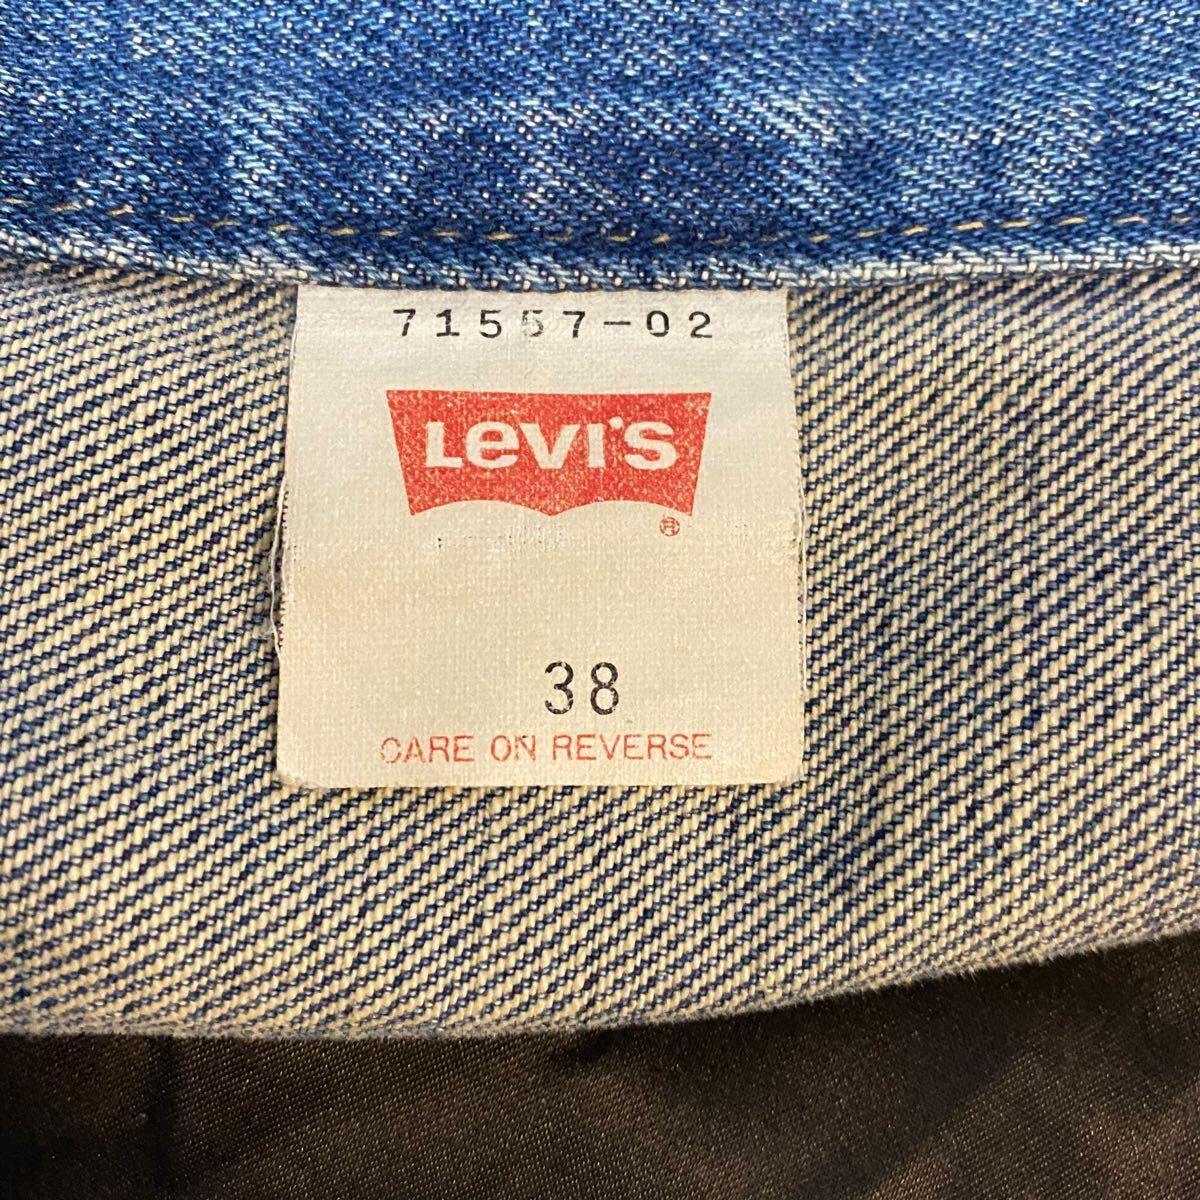 71557-02
Levi's
®
38
CARE ON REVERSE